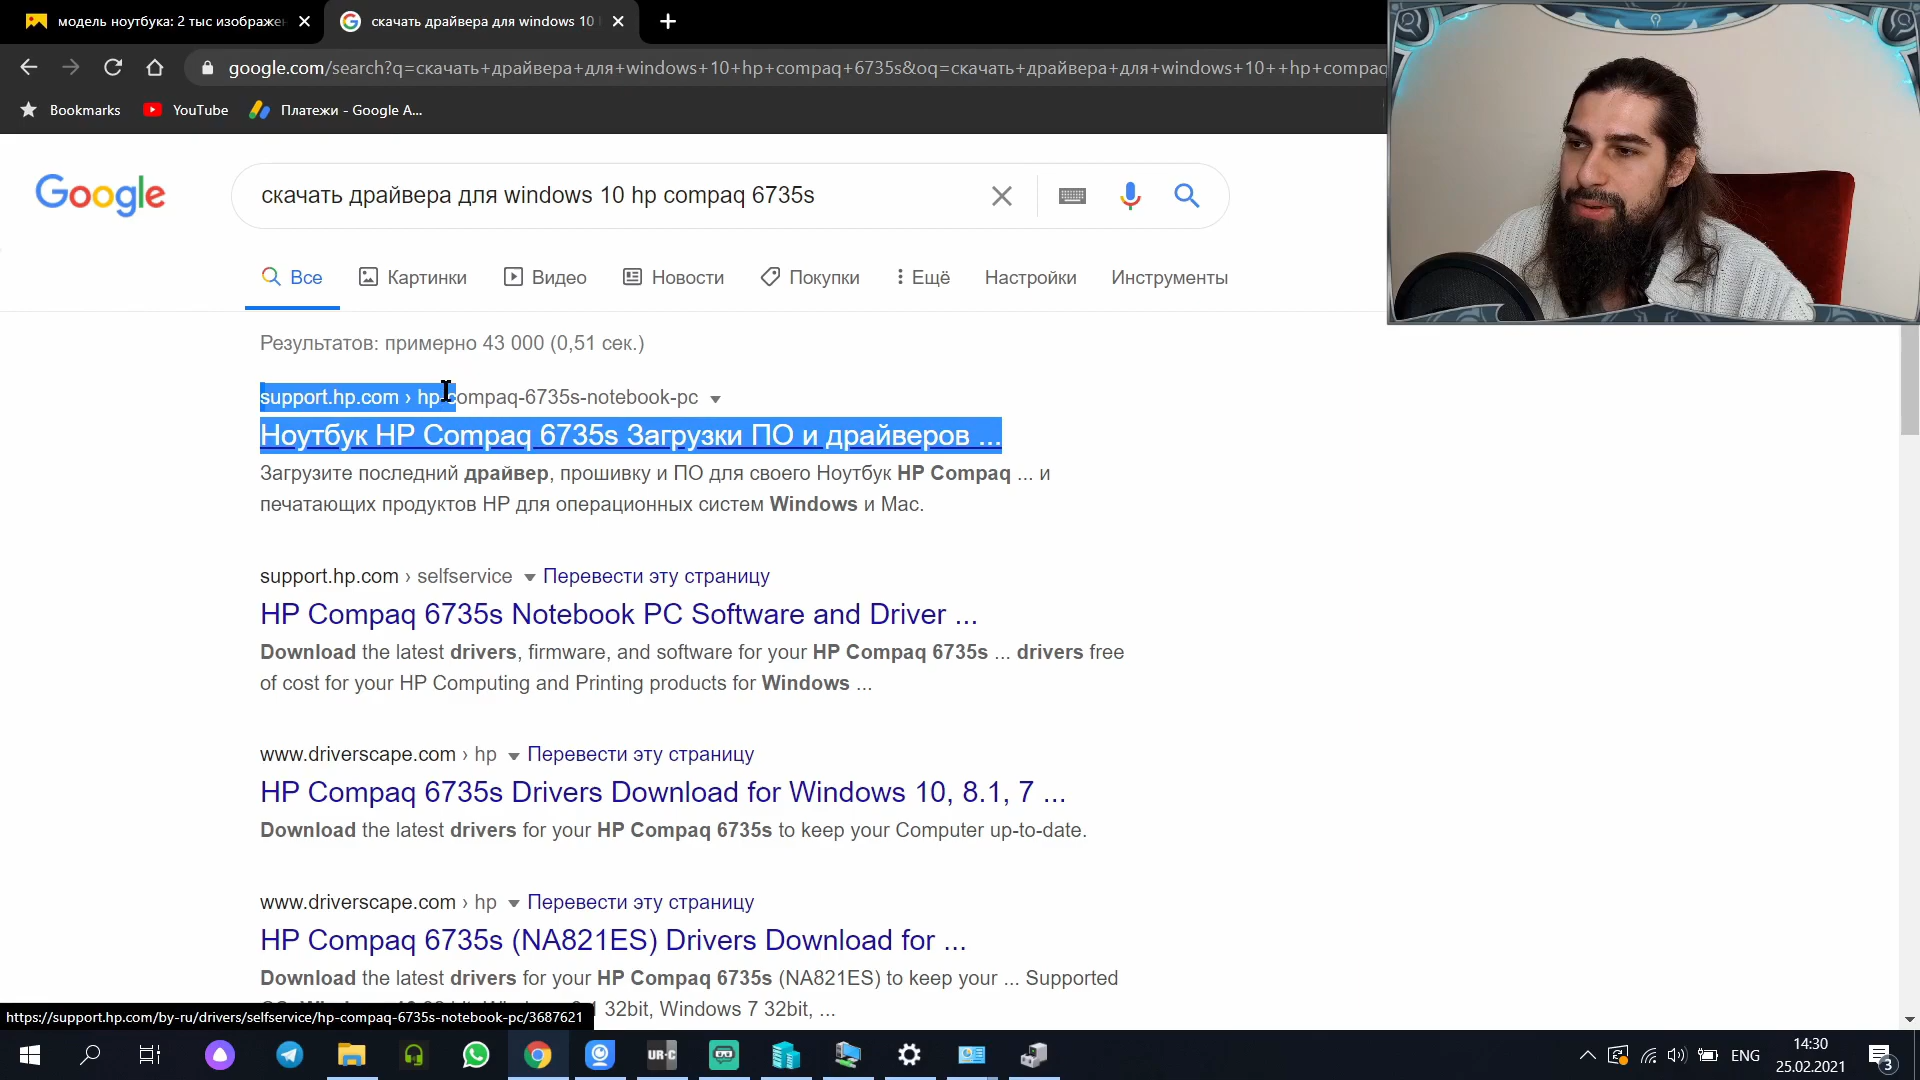 модель ноутбука: 2 тыс изображе
скачать драйвера для windows 10
google.com/search?q=скачать+драйвера+для+windows+10+hp+compaq+6735s&oq=скачать+драйвера+для+windows+10++hp+compaq
Bookmarks
YouTube
Платежи - Google A...
Google
скачать драйвера для windows 10 hp compaq 6735s
Все
Картинки
Видео
Новости
Покупки
Ещё
Настройки
Инструменты
Результатов: примерно 43 000 (0,51 сек.)
support.hp.com › hp-compaq-6735s-notebook-pc
Ноутбук HP Compaq 6735s Загрузки ПО и драйверов ...
Загрузите последний драйвер, прошивку и ПО для своего Ноутбук HP Compaq ... и
печатающих продуктов HP для операционных систем Windows и Mac.
support.hp.com › selfservice Перевести эту страницу
HP Compaq 6735s Notebook PC Software and Driver ...
Download the latest drivers, firmware, and software for your HP Compaq 6735s ... drivers free
of cost for your HP Computing and Printing products for Windows ...
www.driverscape.com › hp Перевести эту страницу
HP Compaq 6735s Drivers Download for Windows 10, 8.1, 7 ...
Download the latest drivers for your HP Compaq 6735s to keep your Computer up-to-date.
www.driverscape.com › hp Перевести эту страницу
HP Compaq 6735s (NA821ES) Drivers Download for ...
Download the latest drivers for your HP Compaq 6735s (NA821ES) to keep your ... Supported
32bit, Windows 7 32bit, ...
https://support.hp.com/by-ru/drivers/selfservice/hp-compaq-6735s-notebook-pc/3687621
UR-C
ENG
14:30
25.02.2021
3